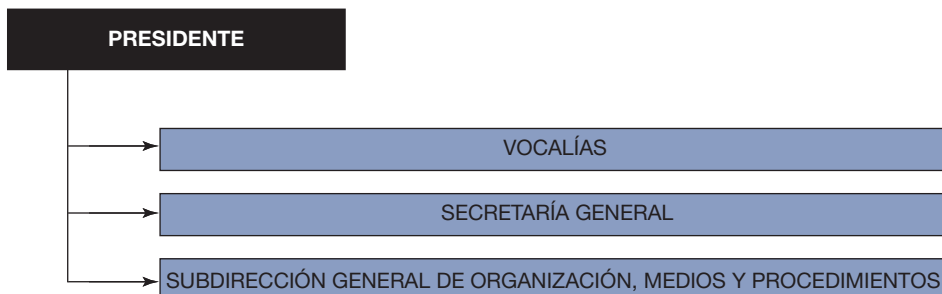 PRESIDENTE
VOCALÍAS
SECRETARÍA GENERAL
SUBDIRECCIÓN GENERAL DE ORGANIZACIÓN, MEDIOS Y PROCEDIMIENTOS